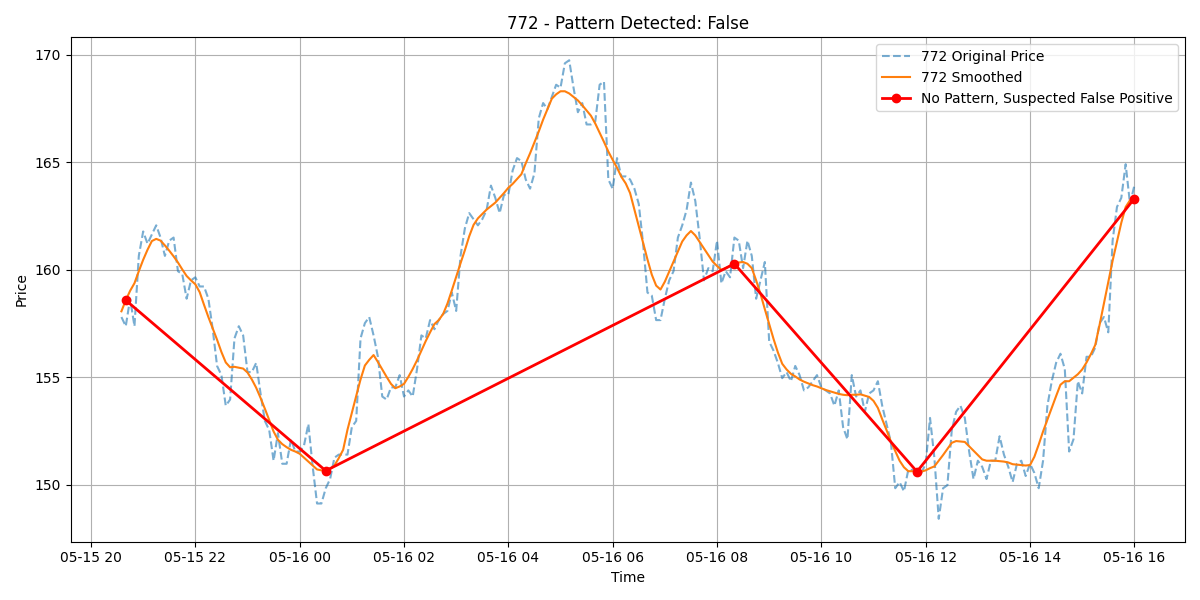 772 - Pattern Detected: False
772 Original Price
772 Smoothed
No Pattern, Suspected False Positive
Price
170
165
160
155
150
05-15 20 05-15 22 05-16 00 05-16 02 05-16 04 05-16 06 05-16 08 05-16 10 05-16 12 05-16 14 05-16 16
Time